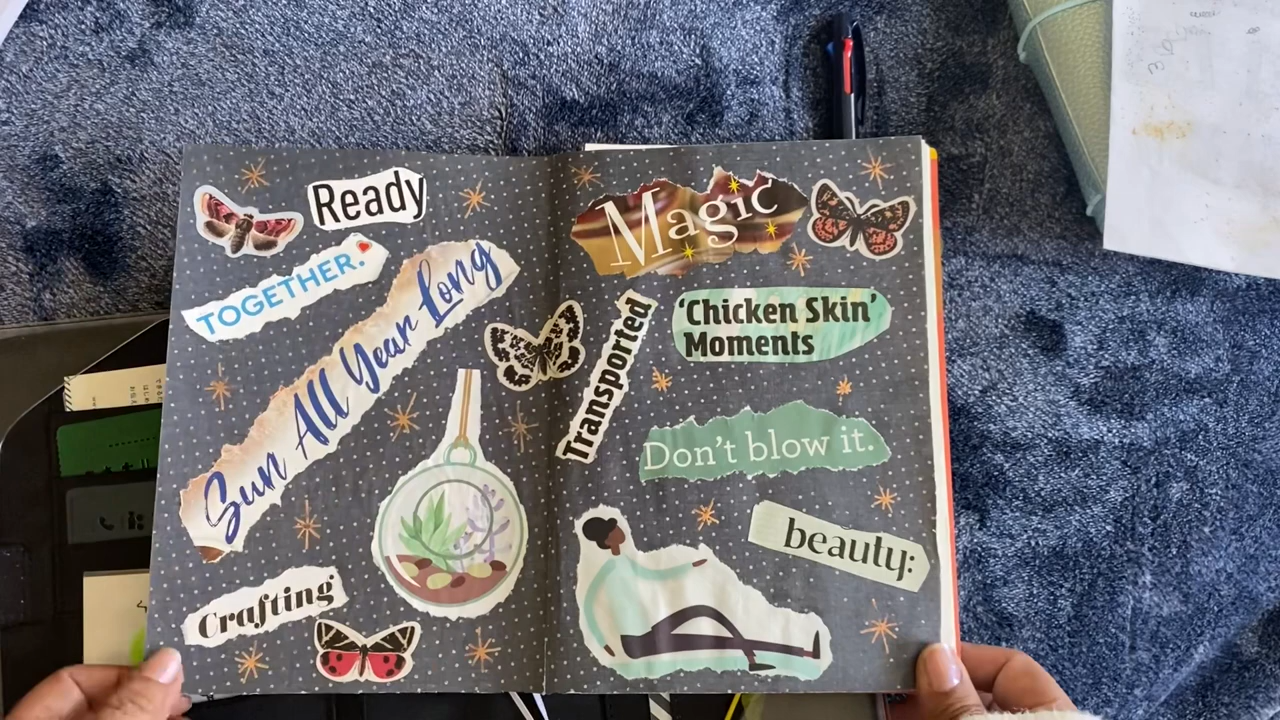 Ready
TOGETHER.
Sun All Year Long
Crafting
Magic
Transported
'Chicken Skin'
Moments
Don't blow it.
beauty: